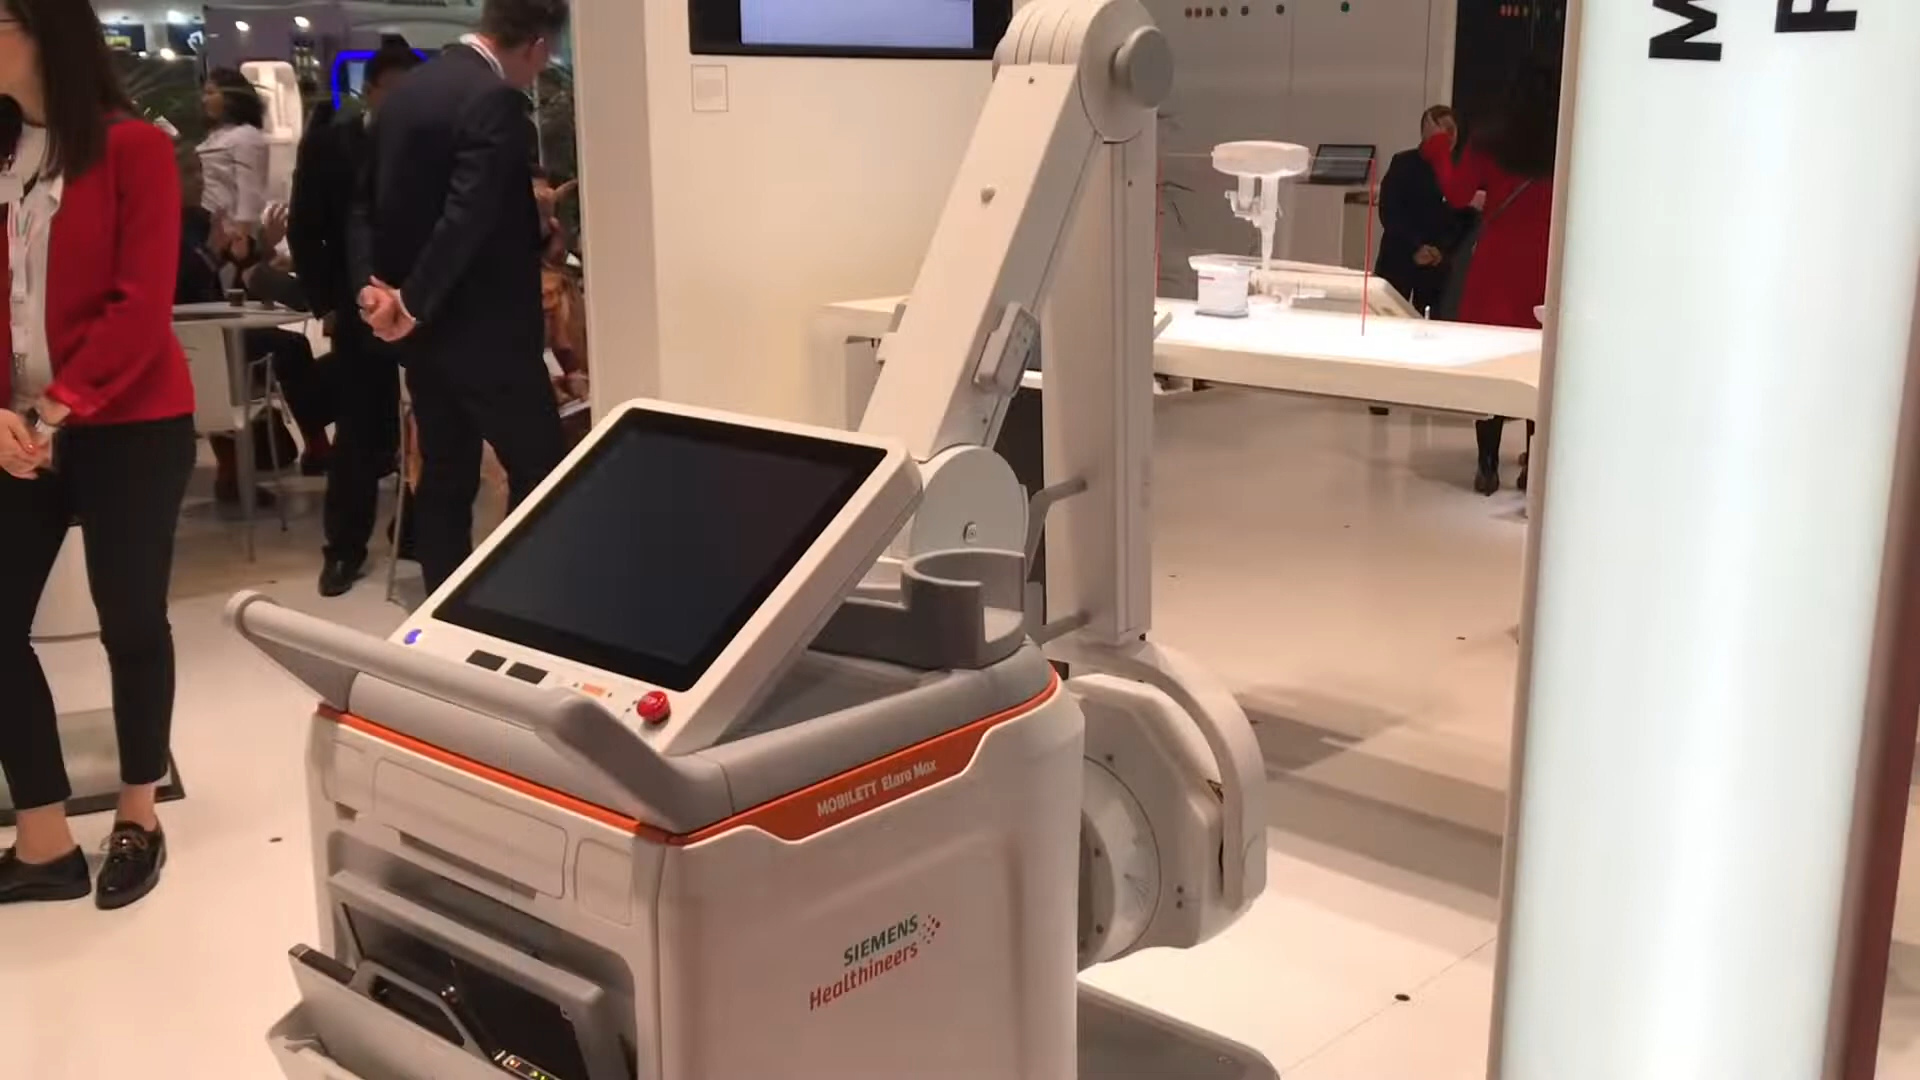 M
F
MOBILETT Elara Max
SIEMENS
Healthineers